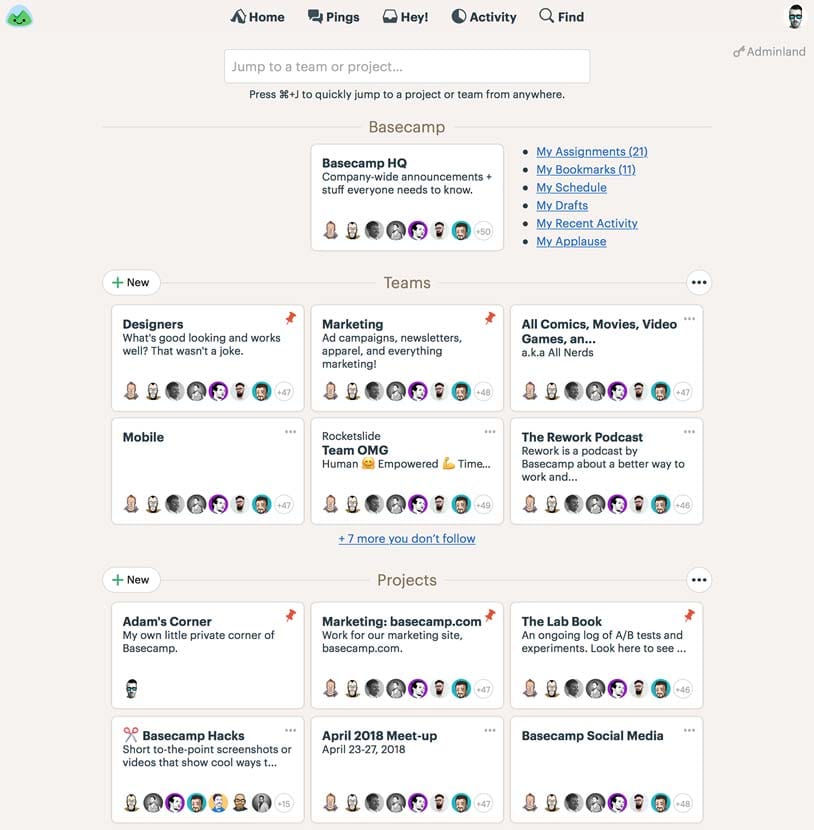 Home Pings Hey! Activity Find
Adminland
Jump to a team or project...
Press ⌘+J to quickly jump to a project or team from anywhere.
Basecamp
Basecamp HQ
Company-wide announcements +
stuff everyone needs to know.
+50
My Assignments (21)
My Bookmarks (11)
My Schedule
My Drafts
My Recent Activity
My Applause
+ New
Teams
Designers
What's good looking and works
well? That wasn't a joke.
+47
Marketing
Ad campaigns, newsletters,
apparel, and everything
marketing!
+48
All Comics, Movies, Video
Games, an...
a.k.a All Nerds
+47
Mobile
+47
Rocketslide
Team OMG
Human 🤗 Empowered 💪 Time...
+49
The Rework Podcast
Rework is a podcast by
Basecamp about a better way to
work and...
+46
+ 7 more you don't follow
+ New
Projects
Adam's Corner
My own little private corner of
Basecamp.
Marketing: basecamp.com
Work for our marketing site,
basecamp.com.
+47
The Lab Book
An ongoing log of A/B tests and
experiments. Look here to see ...
+46
✂️ Basecamp Hacks
Short to-the-point screenshots or
videos that show cool ways t...
+15
April 2018 Meet-up
April 23-27, 2018
+47
Basecamp Social Media
+48